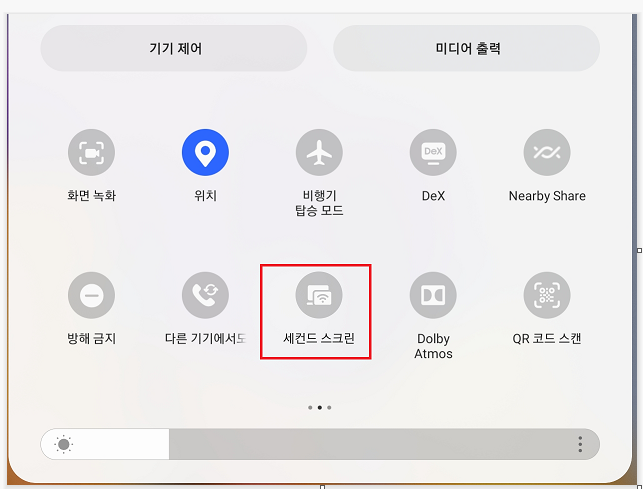 기기 제어
미디어 출력
DeX
화면 녹화
위치
비행기
탑승 모드
DeX
Nearby Share
방해 금지
다른 기기에서도
세컨드 스크린
Dolby
Atmos
QR 코드 스캔